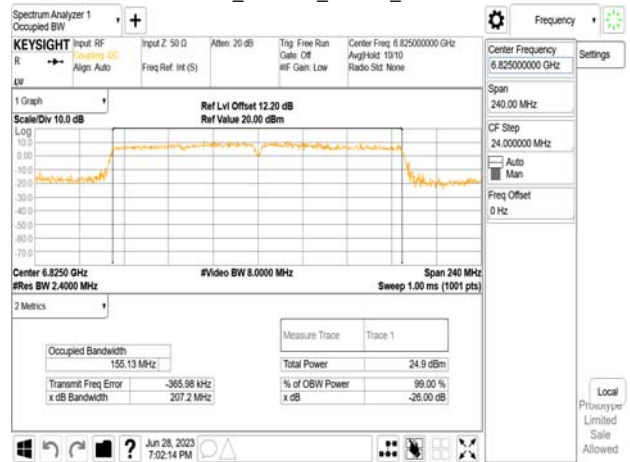 Spectrum Analyzer 1
Occupied BW
+
Frequency
KEYSIGHT
R
LM
Input: RF
Coupling: DC
Align: Auto
Input Z: 50 Ω
Freq Ref: Int (S)
Atten: 20 dB
Trig: Free Run
Gate: Off
#IF Gain: Low
Center Freq: 6.825000000 GHz
Avg|Hold: 10/10
Radio Std: None
Center Frequency
6.825000000 GHz
Settings
Span
240.00 MHz
CF Step
24.000000 MHz
Auto
Man
Freq Offset
0 Hz
1 Graph
Scale/Div 10.0 dB
Ref Lvl Offset 12.20 dB
Ref Value 20.00 dBm
Log
10.0
0.00
-10.0
-20.0
-30.0
-40.0
-50.0
-60.0
-70.0
Center 6.8250 GHz
#Res BW 2.4000 MHz
#Video BW 8.0000 MHz
Span 240 MHz
Sweep 1.00 ms (1001 pts)
2 Metrics
Measure Trace
Trace 1
Occupied Bandwidth
155.13 MHz
Total Power
24.9 dBm
Transmit Freq Error
-365.98 kHz
% of OBW Power
99.00 %
x dB Bandwidth
207.2 MHz
x dB
-26.00 dB
Local
Prototype
Limited
Sale
Allowed
?
Jun 28, 2023
7:02:14 PM